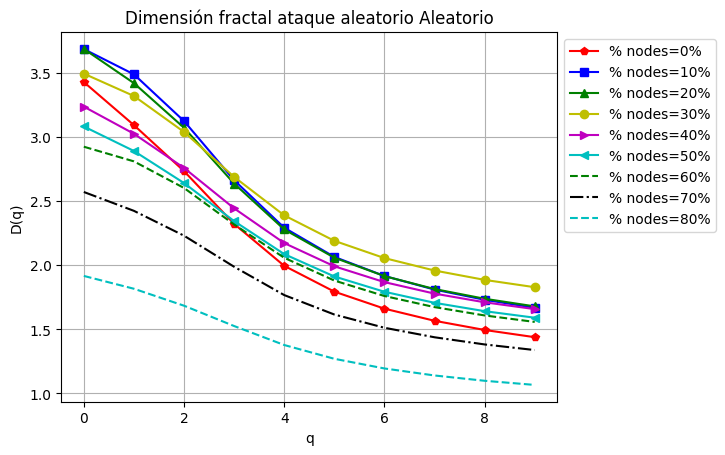 Dimensión fractal ataque aleatorio Aleatorio
% nodes=0%
% nodes=10%
% nodes=20%
% nodes=30%
% nodes=40%
% nodes=50%
% nodes=60%
% nodes=70%
% nodes=80%
D(q)
3.5
3.0
2.5
2.0
1.5
1.0
0 2 4 6 8
q